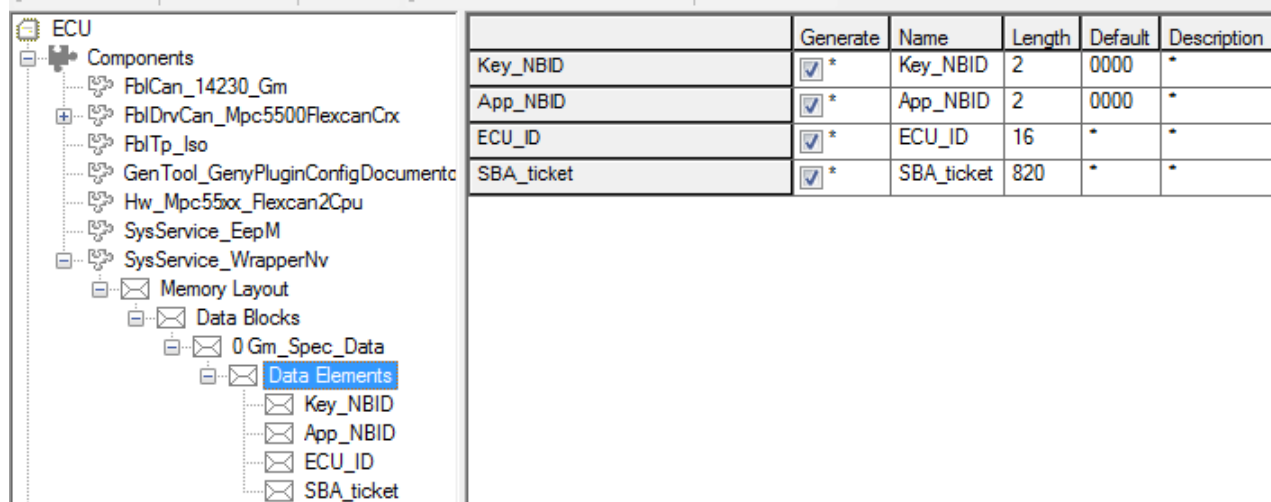 ECU
Components
FblCan_14230_Gm
FblDrvCan_Mpc5500FlexcanCrx
FblTp_Iso
GenTool_GenyPluginConfigDocumentc
Hw_Mpc55xx_Flexcan2Cpu
SysService_EepM
SysService_WrapperNv
Memory Layout
Data Blocks
0 Gm_Spec_Data
Data Elements
Key_NBID
App_NBID
ECU_ID
SBA_ticket
Generate Name Length Default Description
Key_NBID * Key_NBID 2 0000 *
App_NBID * App_NBID 2 0000 *
ECU_ID * ECU_ID 16 * *
SBA_ticket * SBA_ticket 820 * *